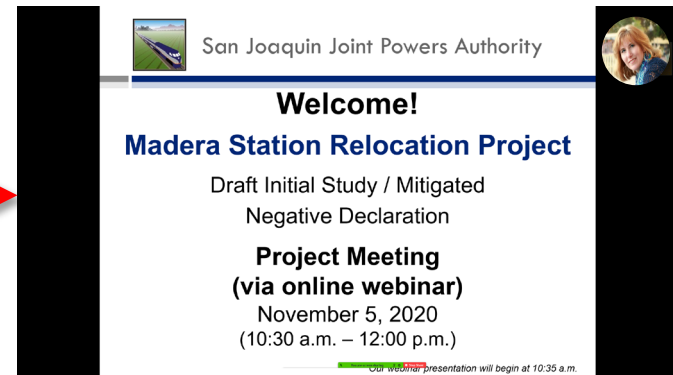 San Joaquin Joint Powers Authority
Welcome!
Madera Station Relocation Project
Draft Initial Study / Mitigated
Negative Declaration
Project Meeting
(via online webinar)
November 5, 2020
(10:30 a.m. – 12:00 p.m.)
Our webinar presentation will begin at 10:35 a.m.